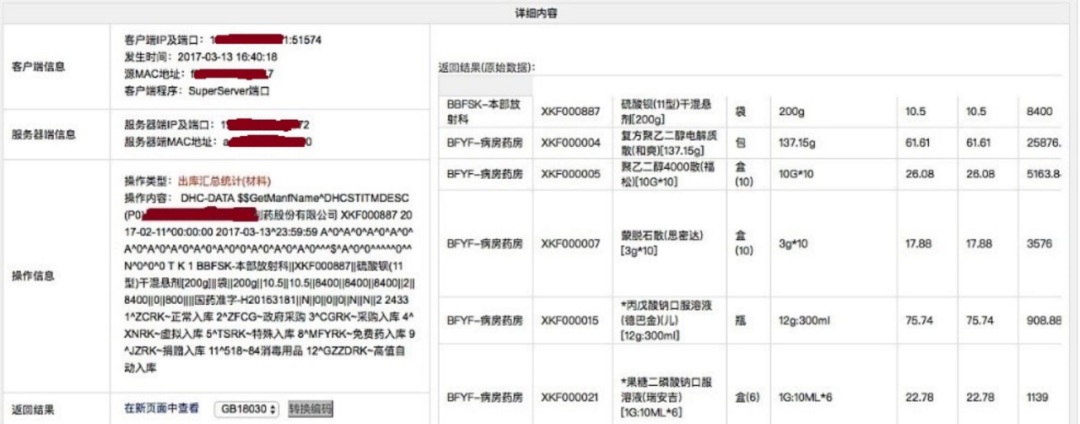 详细内容
客户端信息
客户端IP及端口：1 1:51574
发生时间：2017-03-13 16:40:18
源MAC地址：f 7
客户端程序：SuperServer端口
服务器端信息
服务器端IP及端口：1 72
服务器端MAC地址：a 0
操作信息
操作类型：出库汇总统计(材料)
操作内容： DHC-DATA $$GetManfName^DHCSTITMDESC
(P0) 制药股份有限公司 XKF000887 20
17-02-11^00:00:00 2017-03-13^23:59:59 A^0^A^0^A^0^A^0^
A^0^A^0^A^0^A^0^A^0^A^0^A^0^A^0^A^0^^^$^A^0^0^^^^^0^^
N^0^0^0 T K 1 BBFSK-本部放射科||XKF000887||硫酸钡(11
型)干混悬剂[200g]||袋||200g||10.5||10.5||8400||8400||8400||2||
8400||0||800||||国药准字-H20163181||N||0||0||0||N||N||2 2433
1^ZCRK~正常入库 2^ZFCG~政府采购 3^CGRK~采购入库 4^
XNRK~虚拟入库 5^TSRK~特殊入库 8^MFYRK~免费药入库 9
^JZRK~捐赠入库 11^518~84消毒用品 12^GZZDRK~高值自
动入库
返回结果
在新页面中查看 GB18030 转换编码
返回结果(原始数据)：
BBFSK-本部放射科 XKF000887 硫酸钡(11型)干混悬剂[200g] 袋 200g 10.5 10.5 8400
BFYF-病房药房 XKF000004 复方聚乙二醇电解质散(和爽)[137.15g] 包 137.15g 61.61 61.61 25876.
BFYF-病房药房 XKF000005 聚乙二醇4000散(福松)[10G*10] 盒(10) 10G*10 26.08 26.08 5163.8
BFYF-病房药房 XKF000007 蒙脱石散(思密达)[3g*10] 盒(10) 3g*10 17.88 17.88 3576
BFYF-病房药房 XKF000015 *丙戊酸钠口服溶液(德巴金)(儿)[12g:300ml] 瓶 12g:300ml 75.74 75.74 908.88
BFYF-病房药房 XKF000021 *果糖二磷酸钠口服溶液(瑞安吉)[1G:10ML*6] 盒(6) 1G:10ML*6 22.78 22.78 1139